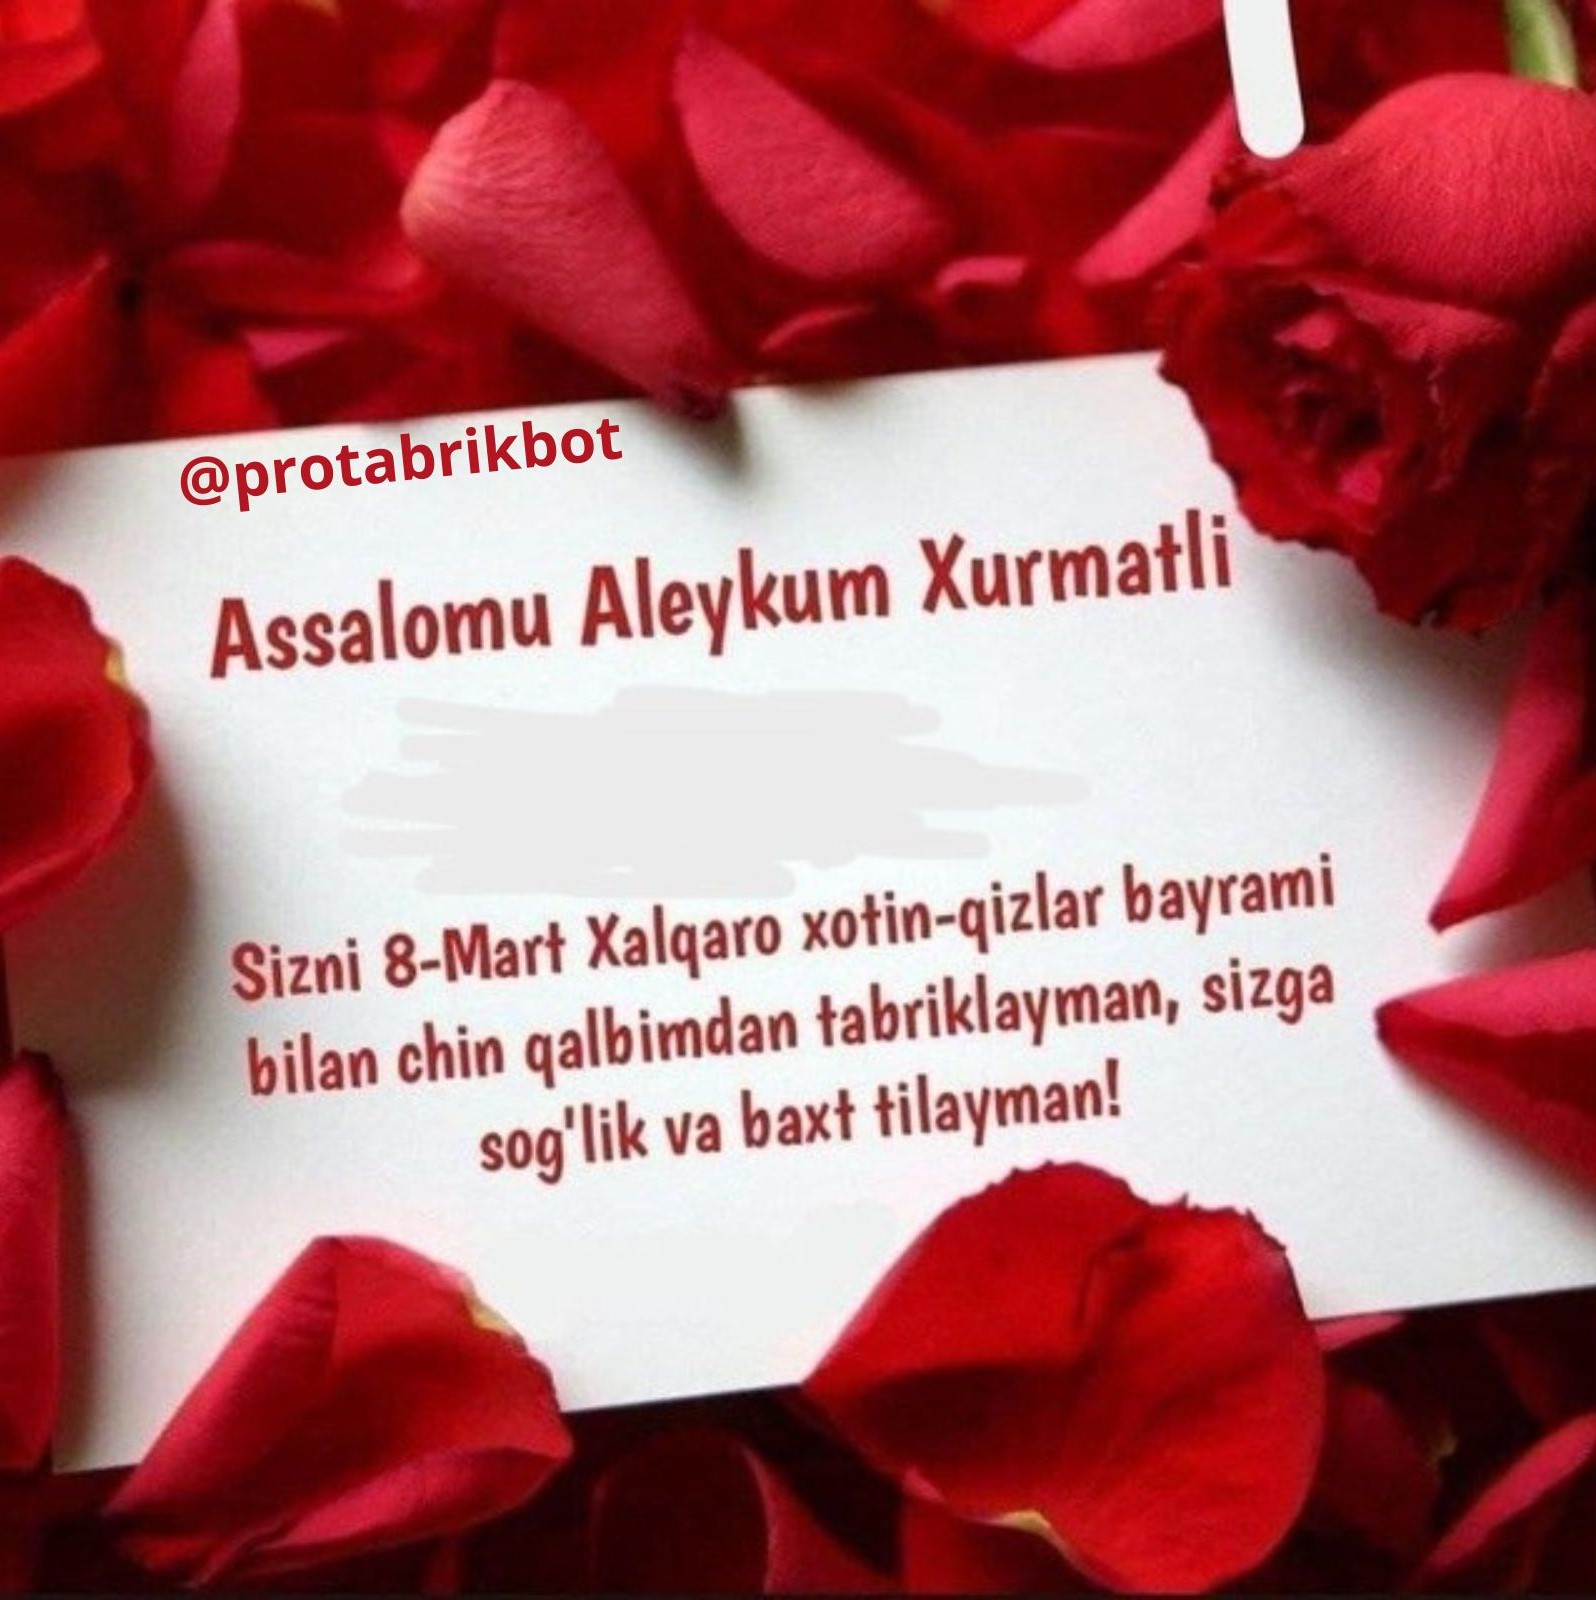 @protabrikbot
Assalomu Aleykum Xurmatli
Sizni 8-Mart Xalqaro xotin-qizlar bayrami
bilan chin qalbimdan tabriklayman, sizga
sog'lik va baxt tilayman!